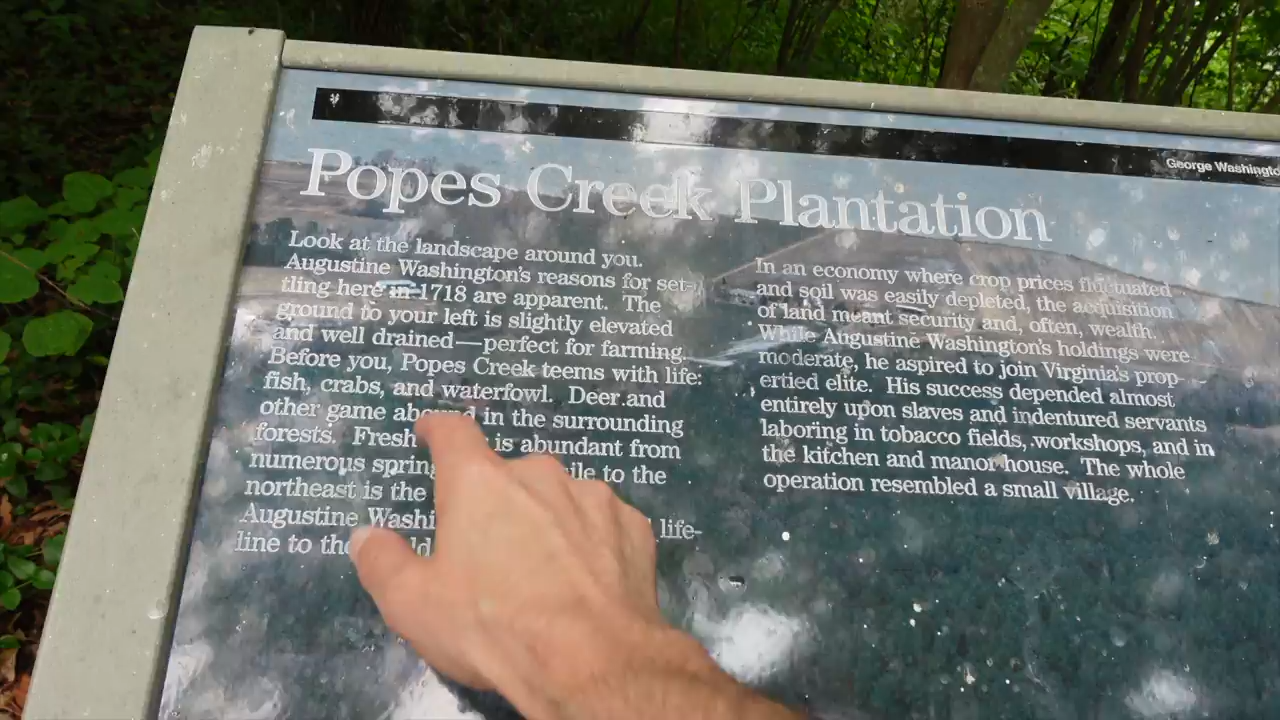 George Washingto
Popes Creek Plantation
Look at the landscape around you.
Augustine Washington's reasons for set-
tling here in 1718 are apparent. The
ground to your left is slightly elevated
and well drained—perfect for farming.
Before you, Popes Creek teems with life:
fish, crabs, and waterfowl. Deer and
other game abound in the surrounding
forests. Fresh is abundant from
numerous spring to the
northeast is the
Augustine Washi life-
line to the
In an economy where crop prices fluctuated
and soil was easily depleted, the acquisition
of land meant security and, often, wealth.
While Augustine Washington's holdings were
moderate, he aspired to join Virginia's prop-
ertied elite. His success depended almost
entirely upon slaves and indentured servants
laboring in tobacco fields, workshops, and in
the kitchen and manor house. The whole
operation resembled a small village.